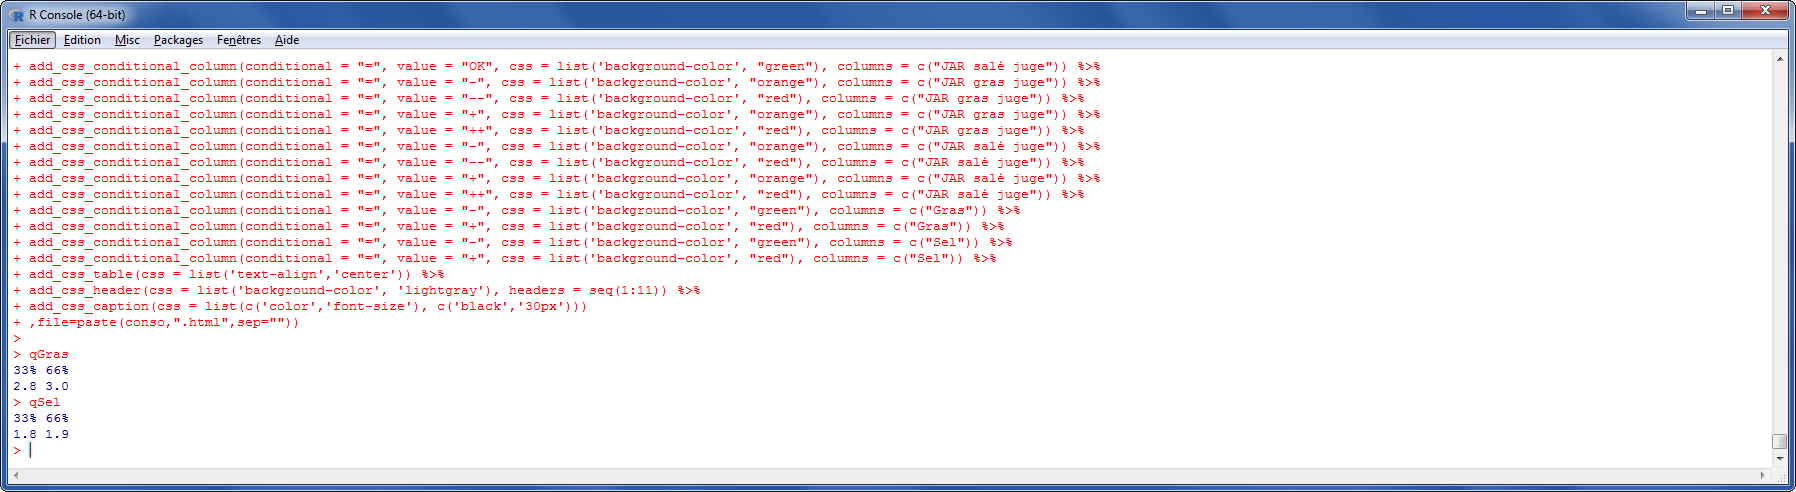 R Console (64-bit)
Fichier Edition Misc Packages Fenêtres Aide
+ add_css_conditional_column(conditional = "=", value = "OK", css = list('background-color', "green"), columns = c("JAR salé juge")) %>%
+ add_css_conditional_column(conditional = "=", value = "-", css = list('background-color', "orange"), columns = c("JAR gras juge")) %>%
+ add_css_conditional_column(conditional = "=", value = "--", css = list('background-color', "red"), columns = c("JAR gras juge")) %>%
+ add_css_conditional_column(conditional = "=", value = "+", css = list('background-color', "orange"), columns = c("JAR gras juge")) %>%
+ add_css_conditional_column(conditional = "=", value = "++", css = list('background-color', "red"), columns = c("JAR gras juge")) %>%
+ add_css_conditional_column(conditional = "=", value = "-", css = list('background-color', "orange"), columns = c("JAR salé juge")) %>%
+ add_css_conditional_column(conditional = "=", value = "--", css = list('background-color', "red"), columns = c("JAR salé juge")) %>%
+ add_css_conditional_column(conditional = "=", value = "+", css = list('background-color', "orange"), columns = c("JAR salé juge")) %>%
+ add_css_conditional_column(conditional = "=", value = "++", css = list('background-color', "red"), columns = c("JAR salé juge")) %>%
+ add_css_conditional_column(conditional = "=", value = "-", css = list('background-color', "green"), columns = c("Gras")) %>%
+ add_css_conditional_column(conditional = "=", value = "+", css = list('background-color', "red"), columns = c("Gras")) %>%
+ add_css_conditional_column(conditional = "=", value = "-", css = list('background-color', "green"), columns = c("Sel")) %>%
+ add_css_conditional_column(conditional = "=", value = "+", css = list('background-color', "red"), columns = c("Sel")) %>%
+ add_css_table(css = list('text-align','center')) %>%
+ add_css_header(css = list('background-color', 'lightgray'), headers = seq(1:11)) %>%
+ add_css_caption(css = list(c('color','font-size'), c('black','30px')))
+ ,file=paste(conso,".html",sep=""))
>
> qGras
33% 66%
2.8 3.0
> qSel
33% 66%
1.8 1.9
>